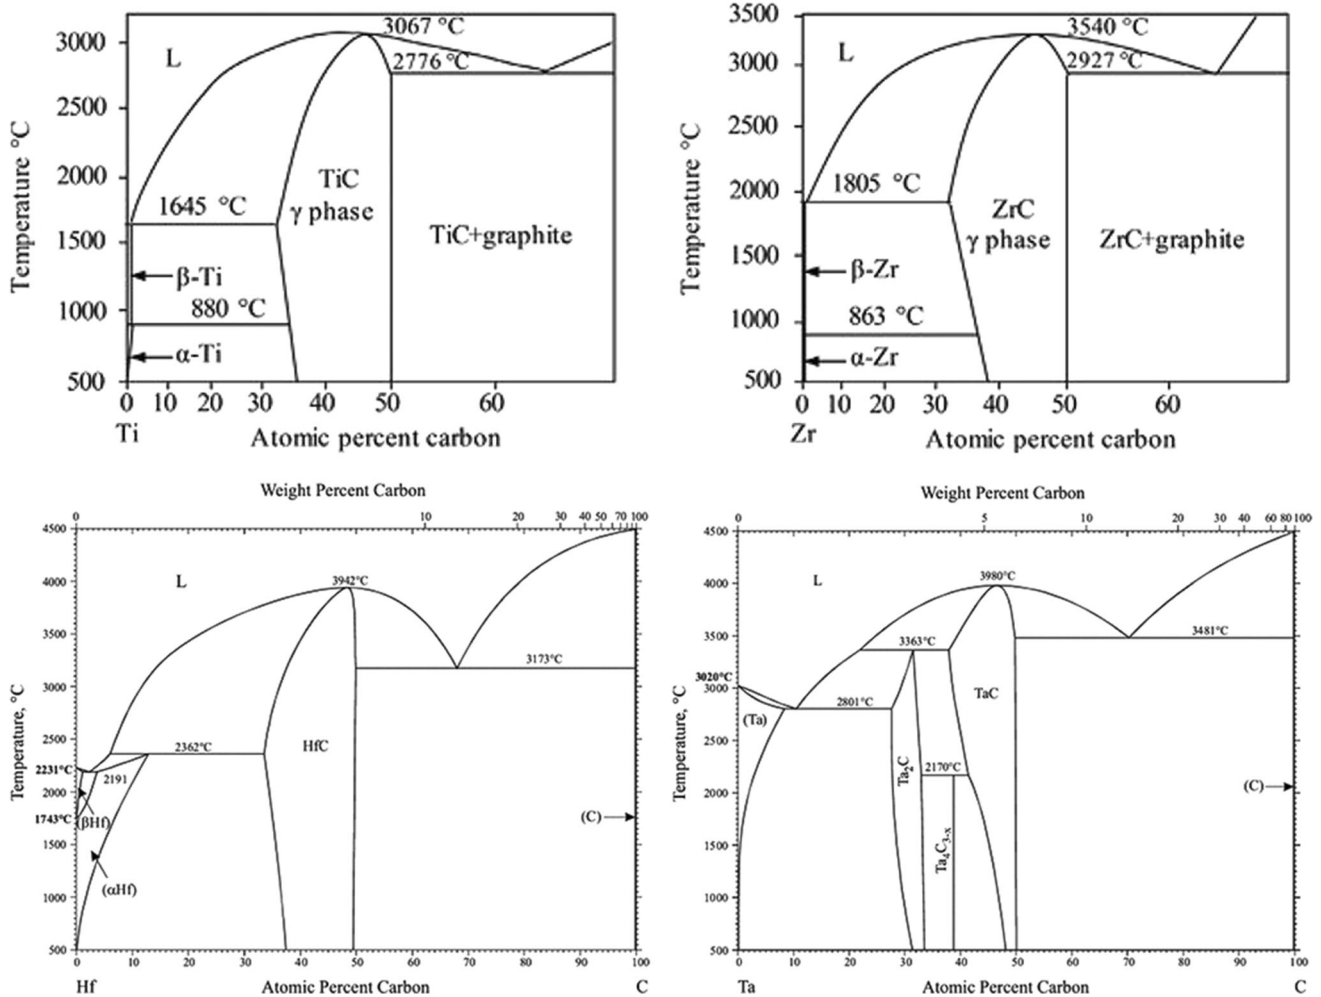 3067 °C
3000
L
2776 °C
2500
2000
TiC
γ phase
1645 °C
TiC+graphite
1500
β-Ti
880 °C
1000
α-Ti
500
Temperature °C
0 10 20 30 40 50 60
Ti
Atomic percent carbon
3500
3540 °C
L
3000
2927 °C
2500
2000
1805 °C
ZrC
γ phase
ZrC+graphite
1500
β-Zr
1000
863 °C
α-Zr
500
Temperature °C
0 10 20 30 40 50 60
Zr
Atomic percent carbon
Weight Percent Carbon
0 10 20 30 40 50 70 100
4500
L
3942°C
4000
3500
3173°C
3000
2500
2362°C
HfC
2231°C
2191
2000
1743°C
(βHf)
(C)
1500
(αHf)
1000
500
Temperature, °C
0 10 20 30 40 50 60 70 80 90 100
Hf
Atomic Percent Carbon
C
Weight Percent Carbon
0 5 10 20 30 40 60 80 100
4500
L
3980°C
4000
3500
3363°C
3481°C
3020°C
3000
(Ta)
2801°C
TaC
2500
Ta₂C
2170°C
(C)
2000
1500
Ta₄C₃₋ₓ
1000
500
Temperature, °C
0 10 20 30 40 50 60 70 80 90 100
Ta
Atomic Percent Carbon
C